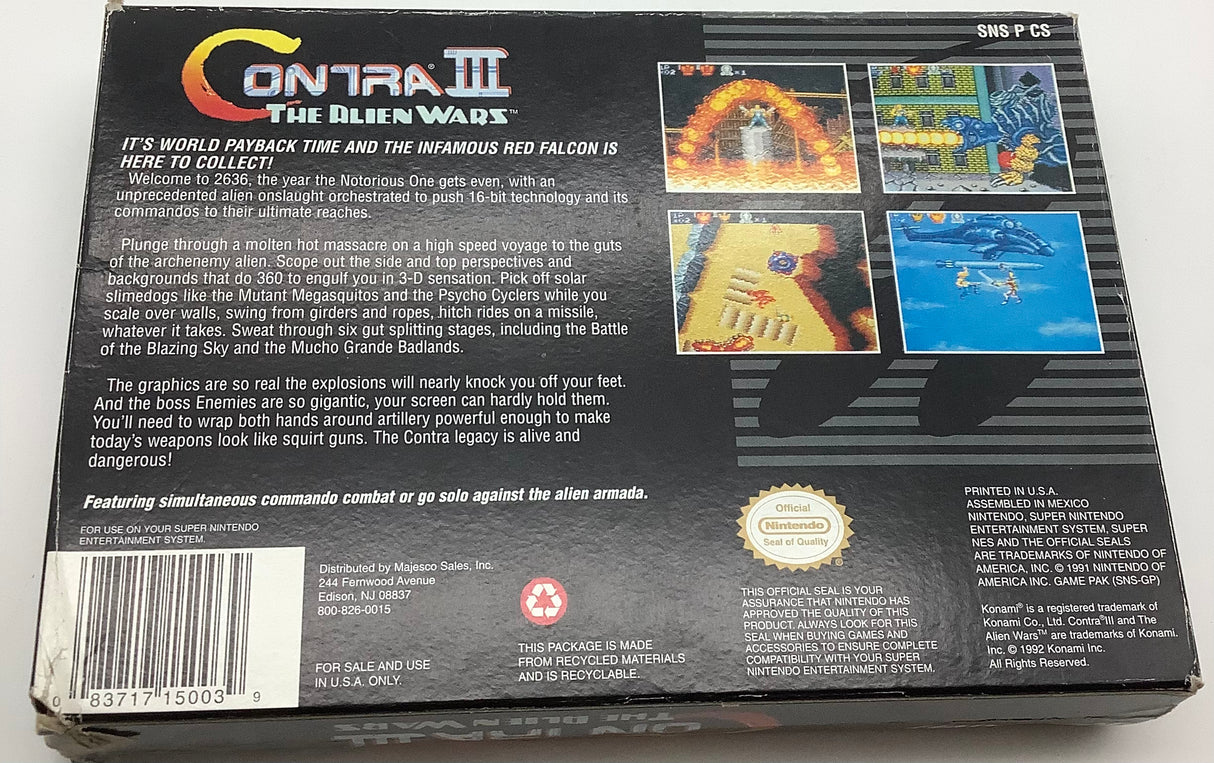 SNS P CS
CONTRA® III
THE ALIEN WARS™
IT'S WORLD PAYBACK TIME AND THE INFAMOUS RED FALCON IS
HERE TO COLLECT!
Welcome to 2636, the year the Notorious One gets even, with an
unprecedented alien onslaught orchestrated to push 16-bit technology and its
commandos to their ultimate reaches.
Plunge through a molten hot massacre on a high speed voyage to the guts
of the archenemy alien. Scope out the side and top perspectives and
backgrounds that do 360 to engulf you in 3-D sensation. Pick off solar
slimedogs like the Mutant Megasquitos and the Psycho Cyclers while you
scale over walls, swing from girders and ropes, hitch rides on a missile,
whatever it takes. Sweat through six gut splitting stages, including the Battle
of the Blazing Sky and the Mucho Grande Badlands.
The graphics are so real the explosions will nearly knock you off your feet.
And the boss Enemies are so gigantic, your screen can hardly hold them.
You'll need to wrap both hands around artillery powerful enough to make
today's weapons look like squirt guns. The Contra legacy is alive and
dangerous!
Featuring simultaneous commando combat or go solo against the alien armada.
FOR USE ON YOUR SUPER NINTENDO
ENTERTAINMENT SYSTEM.
0 83717 15003 9
Distributed by Majesco Sales, Inc.
244 Fernwood Avenue
Edison, NJ 08837
800-826-0015
FOR SALE AND USE
IN U.S.A. ONLY.
THIS PACKAGE IS MADE
FROM RECYCLED MATERIALS
AND IS RECYCLABLE.
Official
Nintendo
Seal of Quality
®
THIS OFFICIAL SEAL IS YOUR
ASSURANCE THAT NINTENDO HAS
APPROVED THE QUALITY OF THIS
PRODUCT. ALWAYS LOOK FOR THIS
SEAL WHEN BUYING GAMES AND
ACCESSORIES TO ENSURE COMPLETE
COMPATIBILITY WITH YOUR SUPER
NINTENDO ENTERTAINMENT SYSTEM.
PRINTED IN U.S.A.
ASSEMBLED IN MEXICO
NINTENDO, SUPER NINTENDO
ENTERTAINMENT SYSTEM, SUPER
NES AND THE OFFICIAL SEALS
ARE TRADEMARKS OF NINTENDO OF
AMERICA, INC. © 1991 NINTENDO OF
AMERICA INC. GAME PAK (SNS-GP)
Konami® is a registered trademark of
Konami Co., Ltd. Contra®III and The
Alien Wars™ are trademarks of Konami.
Inc. © 1992 Konami Inc.
All Rights Reserved.
CONTRA III
THE ALIEN WARS